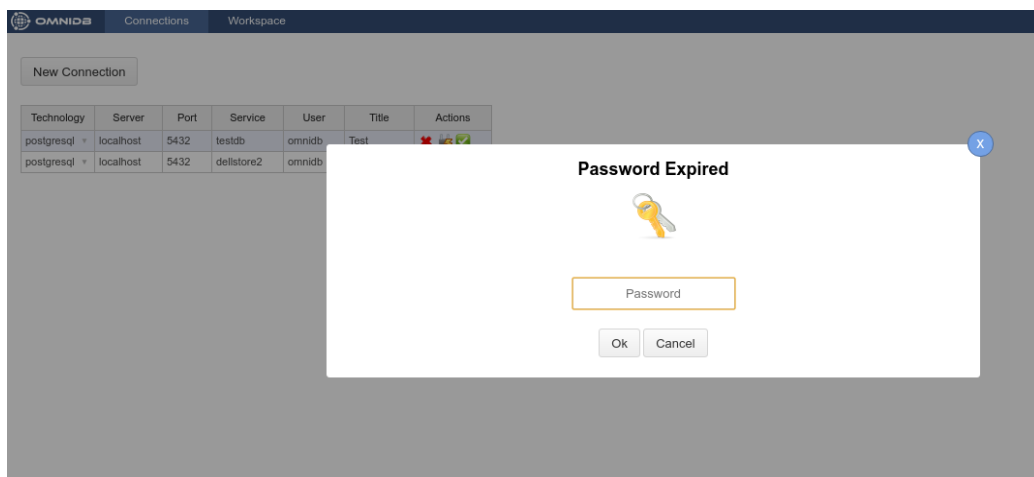 OMNIDB Connections Workspace
New Connection
Technology Server Port Service User Title Actions
postgresql localhost 5432 testdb omnidb Test
postgresql localhost 5432 dellstore2 omnidb
X
Password Expired
Password
Ok Cancel